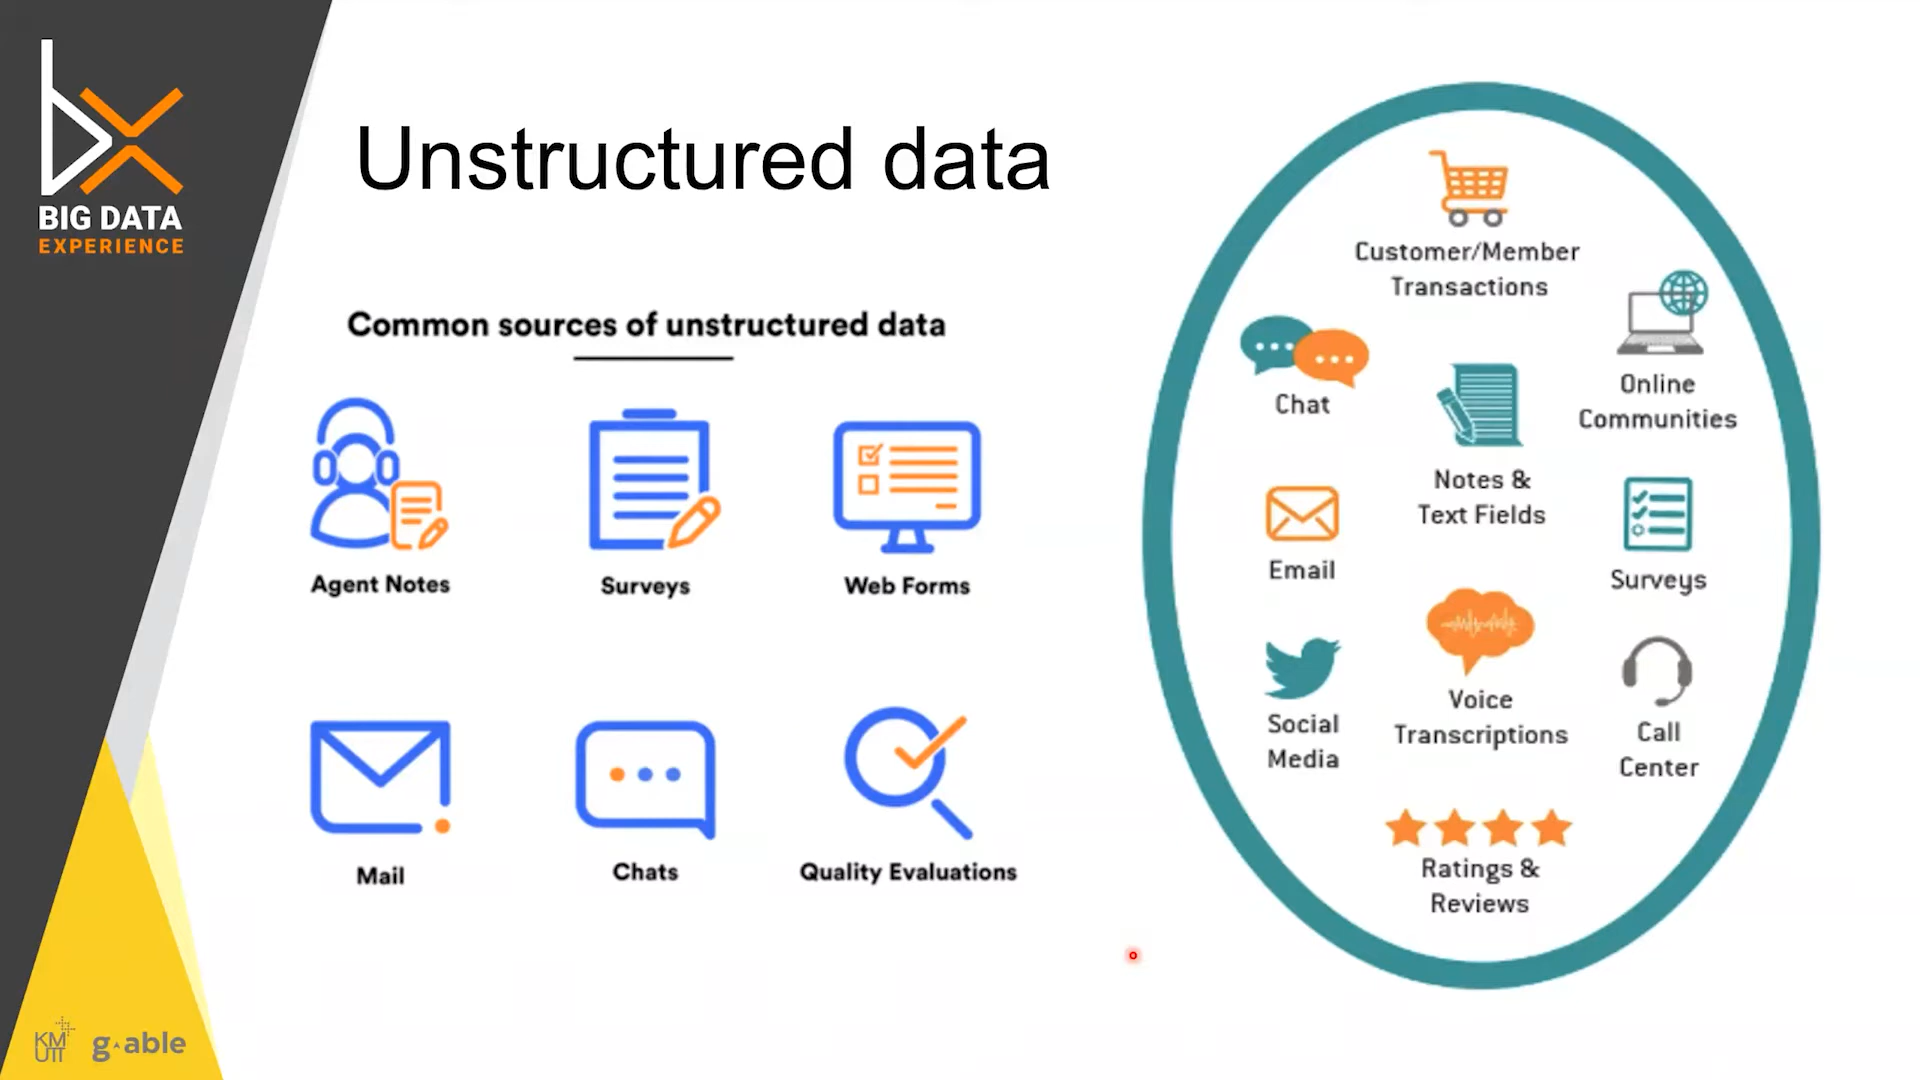 BIG DATA
EXPERIENCE
Unstructured data
Common sources of unstructured data
Agent Notes
Surveys
Web Forms
Mail
Chats
Quality Evaluations
Customer/Member
Transactions
Chat
Online
Communities
Notes &
Text Fields
Email
Surveys
Social
Media
Voice
Transcriptions
Call
Center
Ratings &
Reviews
KM
UTT
g-able